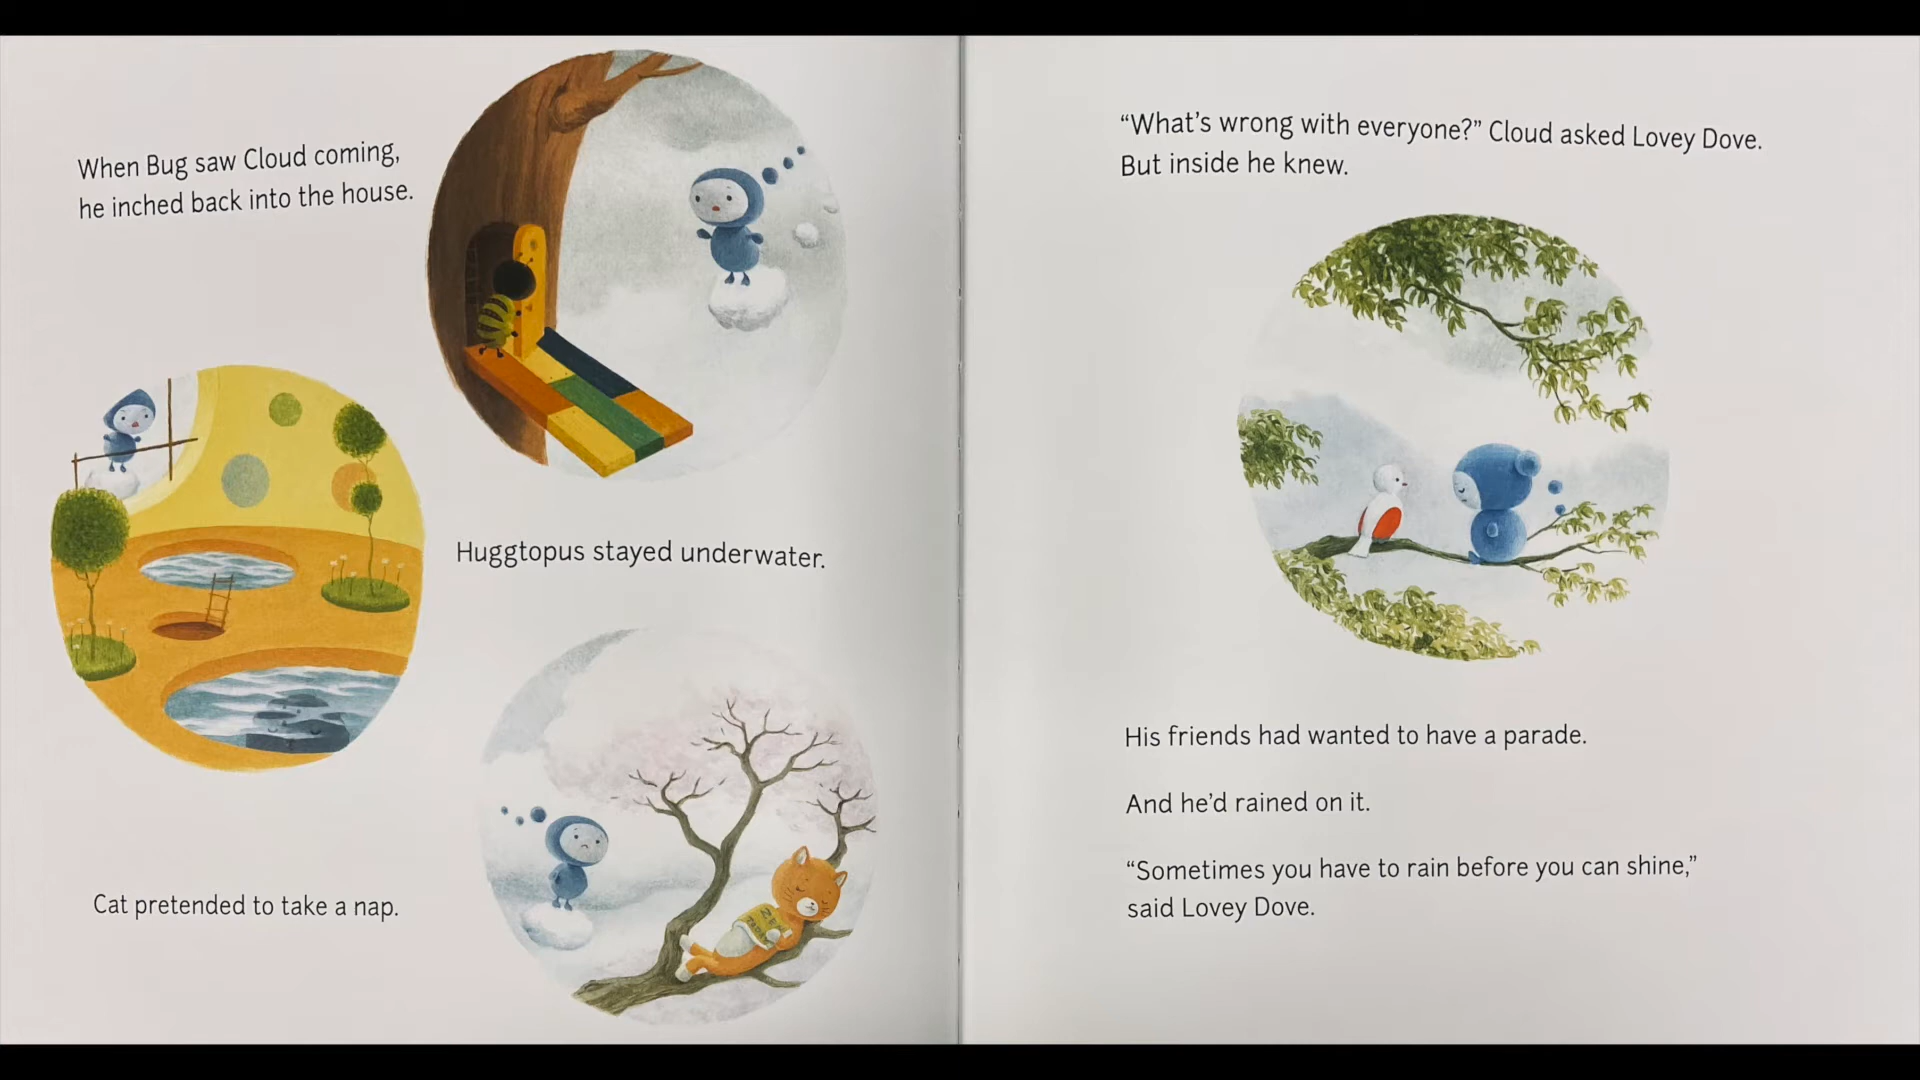 When Bug saw Cloud coming,
he inched back into the house.
Huggtopus stayed underwater.
Cat pretended to take a nap.
“What’s wrong with everyone?” Cloud asked Lovey Dove.
But inside he knew.
His friends had wanted to have a parade.
And he’d rained on it.
“Sometimes you have to rain before you can shine,”
said Lovey Dove.